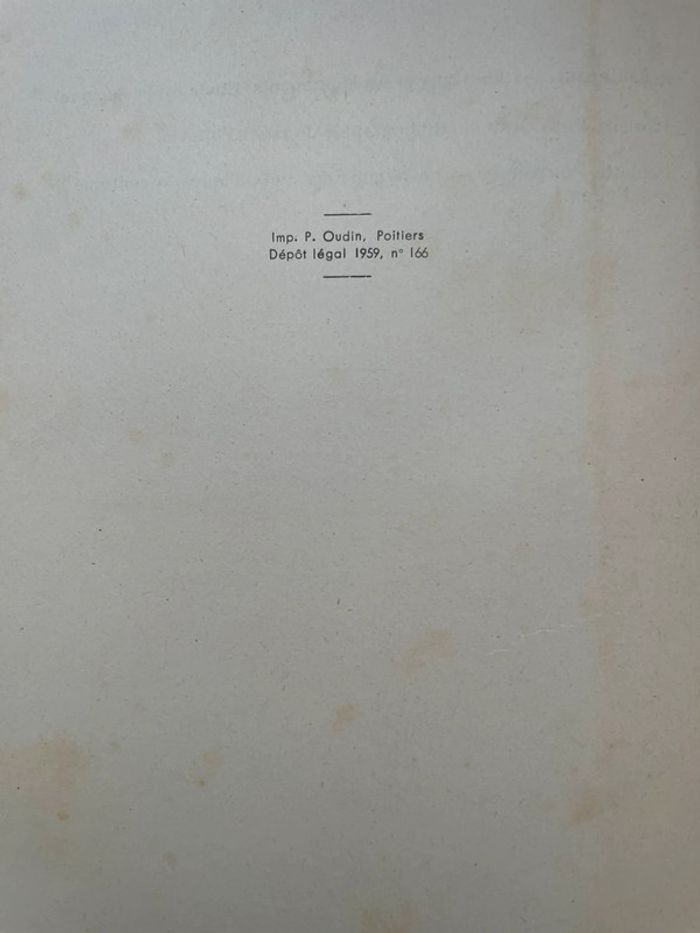 Imp. P. Oudin, Poitiers
Dépôt légal 1959, n° 166